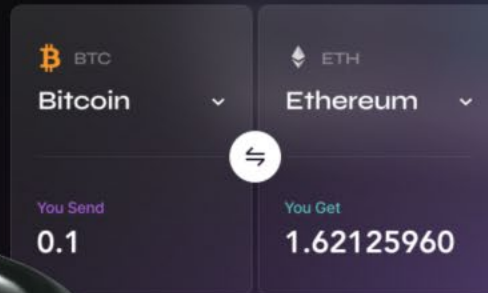 BTC
Bitcoin
You Send
0.1
ETH
Ethereum
You Get
1.62125960